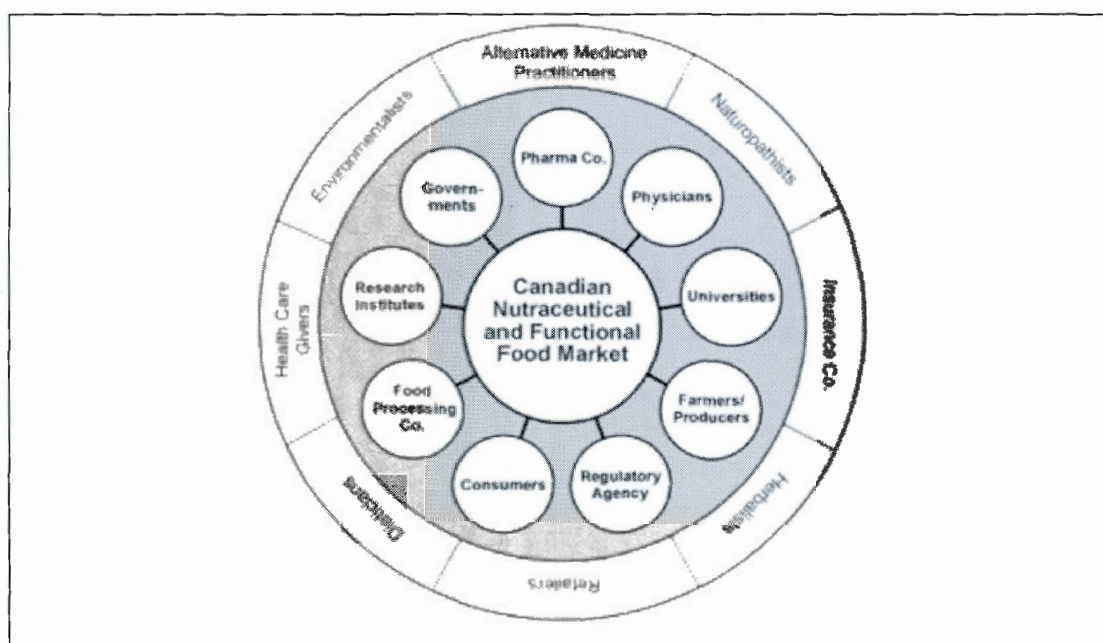 Alternative Medicine
Practitioners
Naturopathists
Insurance Co.
Herbalists
Retailers
Dieticians
Health Care
Givers
Environmentalists
Pharma Co.
Physicians
Universities
Farmers/
Producers
Regulatory
Agency
Consumers
Food
Processing
Co.
Research
Institutes
Govern-
ments
Canadian
Nutraceutical
and Functional
Food Market